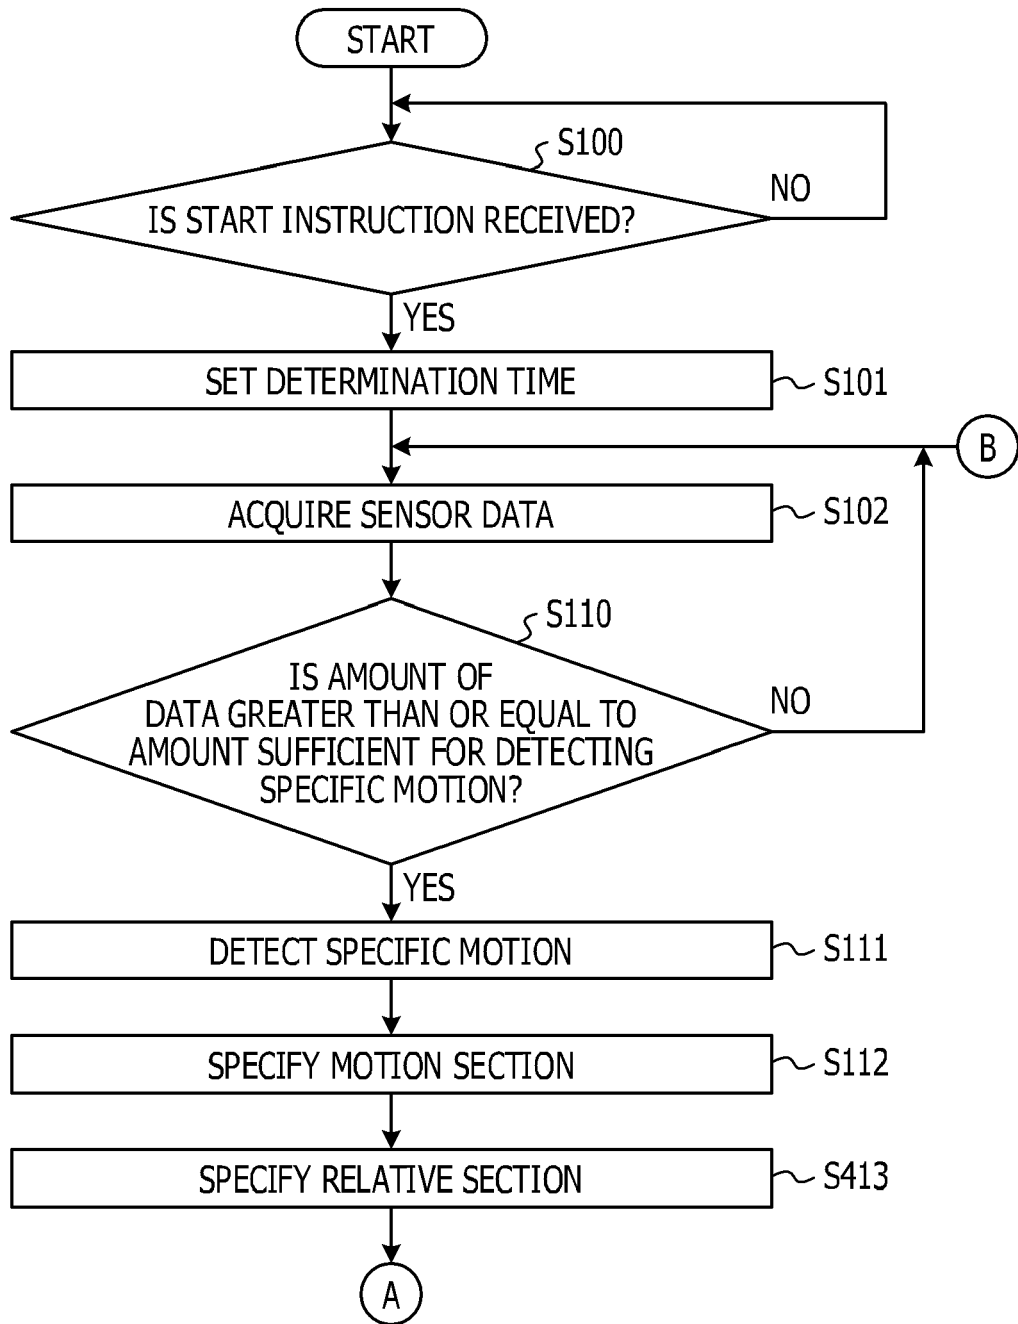 START
S100
NO
IS START INSTRUCTION RECEIVED?
YES
SET DETERMINATION TIME
S101
B
ACQUIRE SENSOR DATA
S102
S110
IS AMOUNT OF
DATA GREATER THAN OR EQUAL TO
AMOUNT SUFFICIENT FOR DETECTING
SPECIFIC MOTION?
NO
YES
DETECT SPECIFIC MOTION
S111
SPECIFY MOTION SECTION
S112
SPECIFY RELATIVE SECTION
S413
A